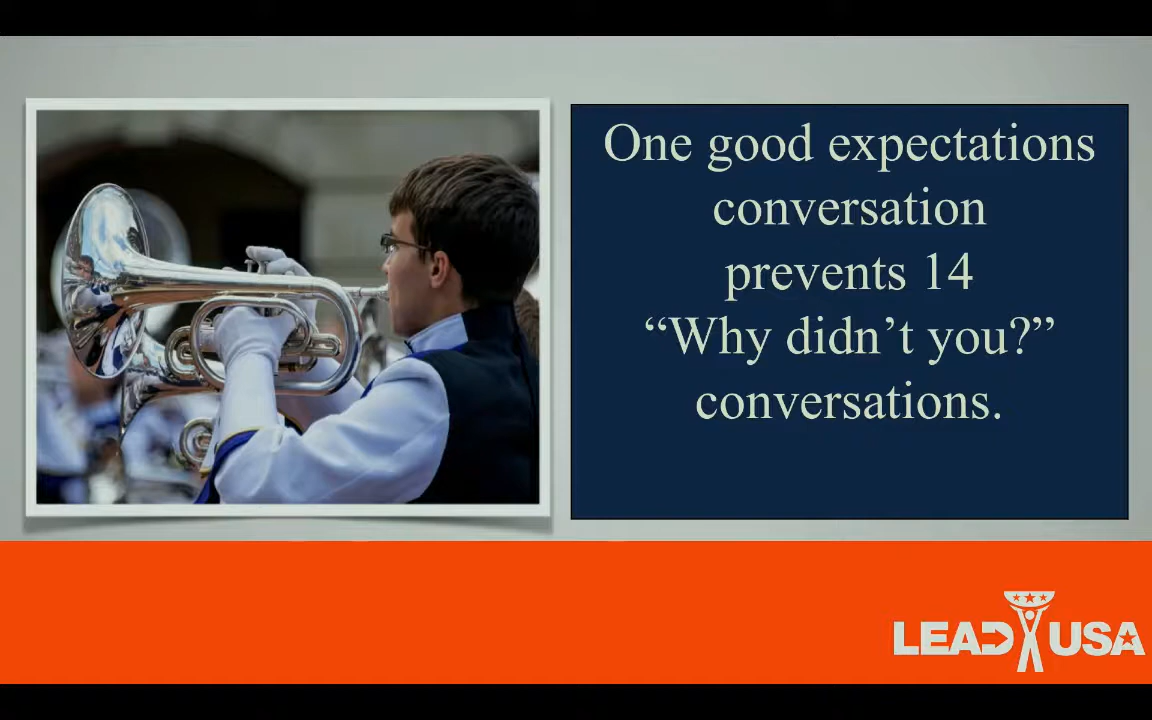 One good expectations
conversation
prevents 14
“Why didn’t you?”
conversations.
LEAD USA